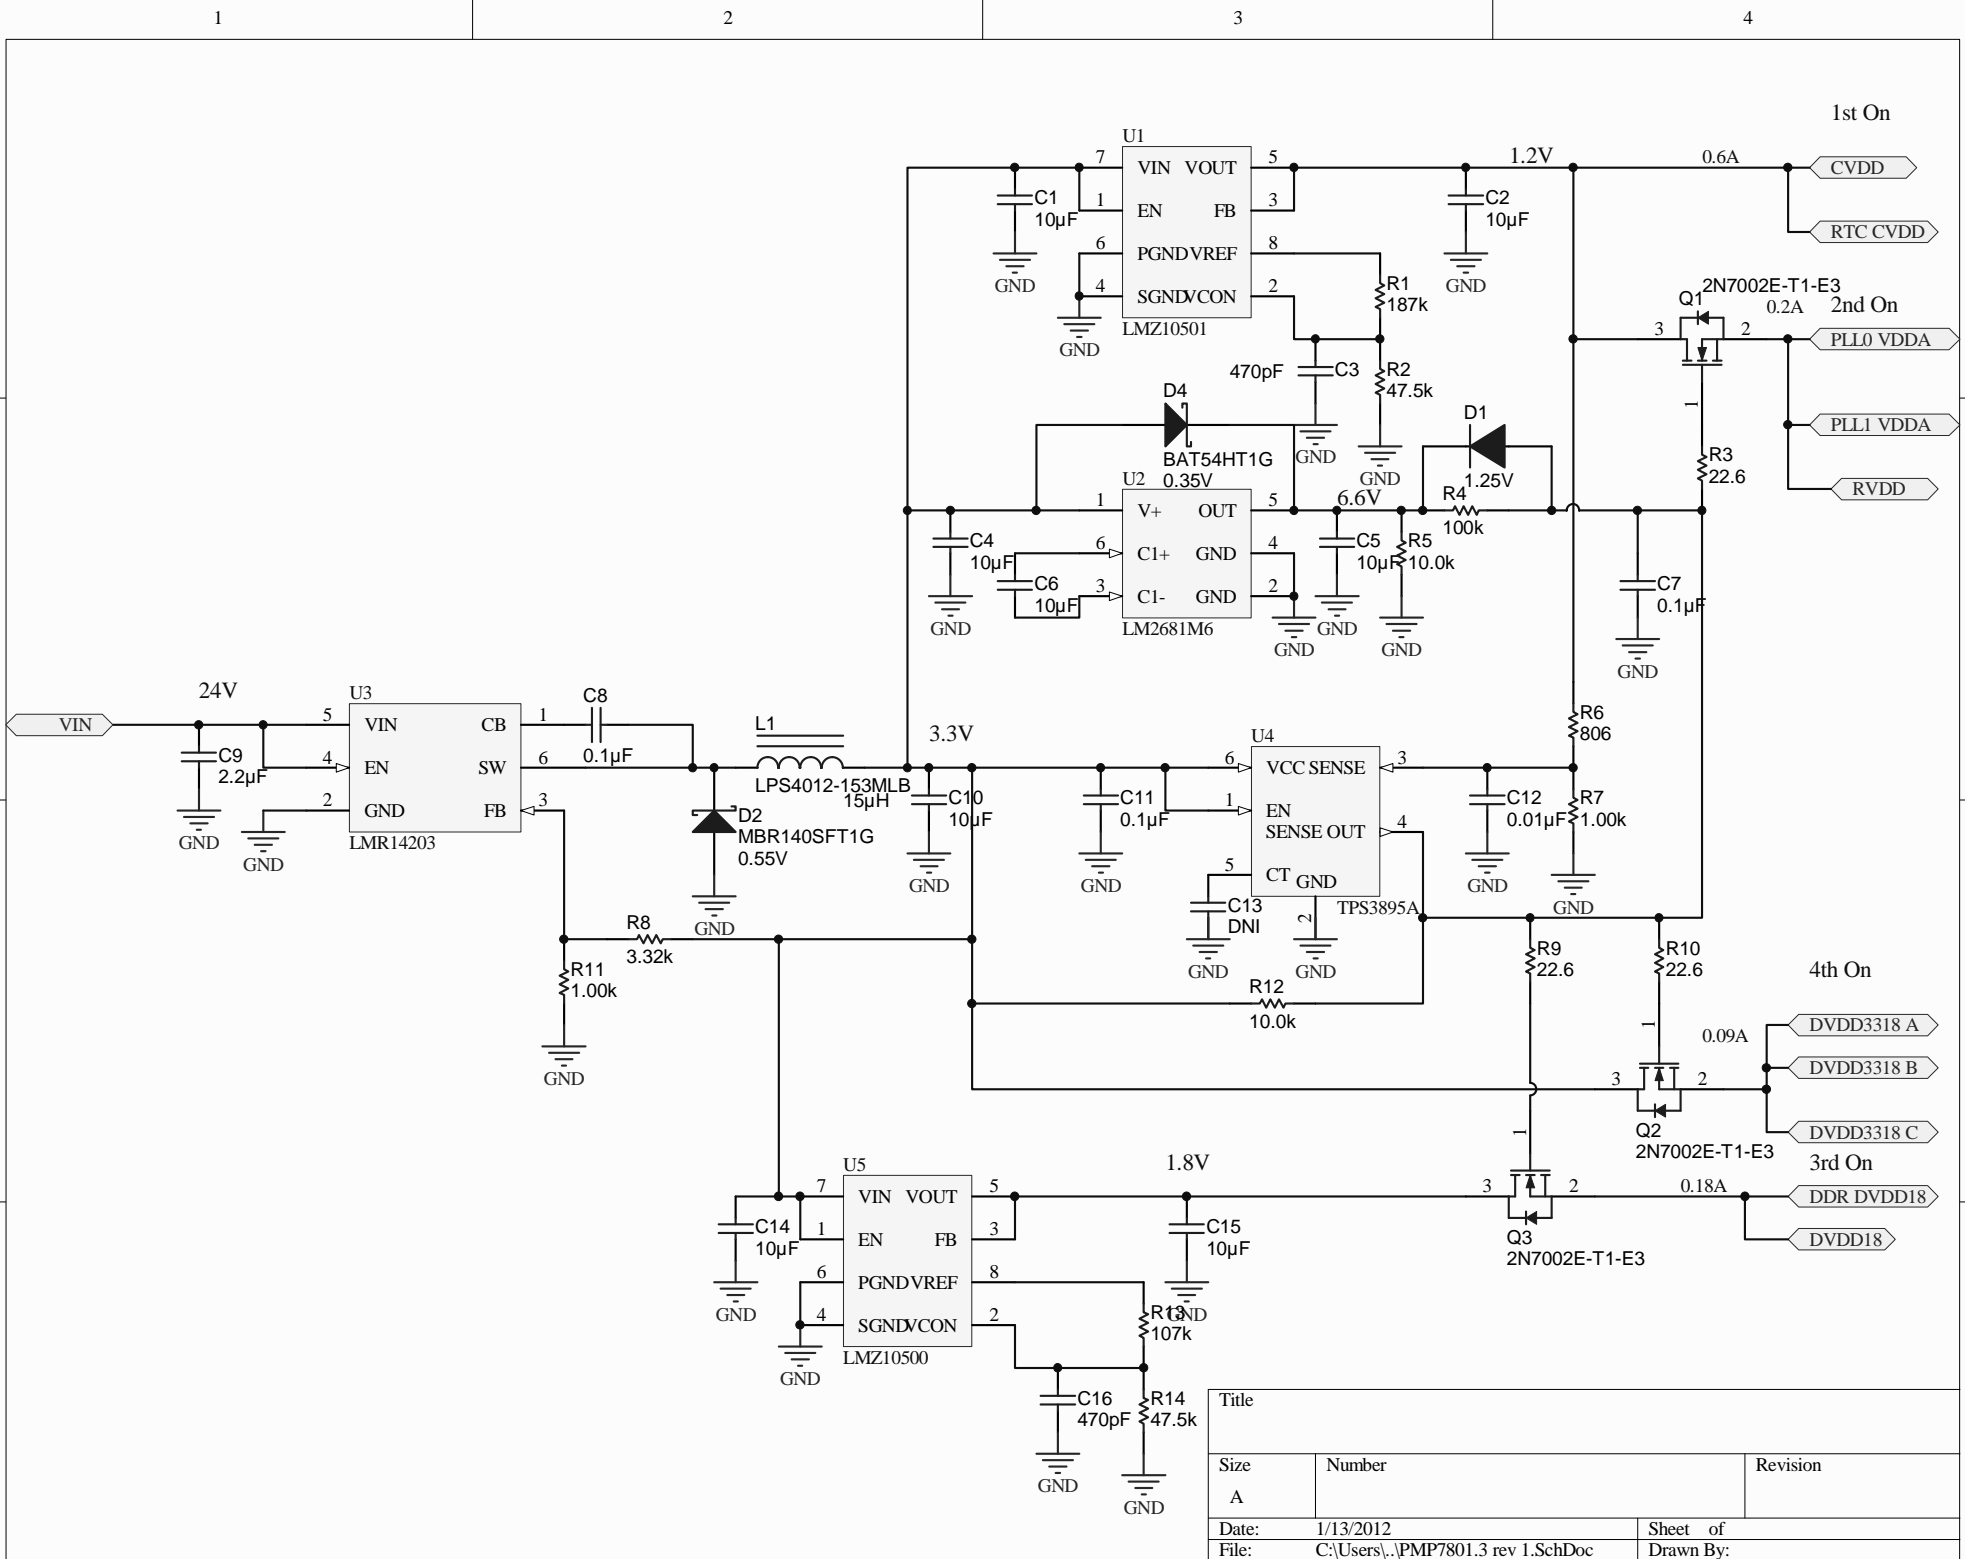 1
2
3
4
1st On
U1
7 VIN VOUT 5
1 EN FB 3
6 PGND VREF 8
4 SGND VCON 2
LMZ10501
C1
10µF
GND
GND
1.2V
0.6A
CVDD
RTC CVDD
C2
10µF
GND
R1
187k
R2
47.5k
GND
470pF C3
GND
Q1
2N7002E-T1-E3
0.2A
2nd On
3
2
1
PLL0 VDDA
PLL1 VDDA
RVDD
R3
22.6
D4
BAT54HT1G
0.35V
D1
1.25V
U2
1 V+ OUT 5
6 C1+ GND 4
3 C1- GND 2
LM2681M6
6.6V
C4
10µF
GND
C6
10µF
GND
C5
10µF
GND
R5
10.0k
GND
R4
100k
C7
0.1µF
GND
VIN
24V
C9
2.2µF
GND
GND
U3
5 VIN CB 1
4 EN SW 6
2 GND FB 3
LMR14203
C8
0.1µF
L1
LPS4012-153MLB
15µH
D2
MBR140SFT1G
0.55V
GND
3.3V
C10
10µF
GND
C11
0.1µF
GND
U4
6 VCC SENSE 3
1 EN
SENSE OUT 4
5 CT GND
2
TPS3895A
C13
DNI
GND
GND
R6
806
C12
0.01µF
GND
R7
1.00k
GND
R8
3.32k
R11
1.00k
GND
R12
10.0k
R9
22.6
R10
22.6
4th On
0.09A
DVDD3318 A
DVDD3318 B
DVDD3318 C
1
3
2
Q2
2N7002E-T1-E3
3rd On
1
3
2
Q3
2N7002E-T1-E3
0.18A
DDR DVDD18
DVDD18
1.8V
U5
7 VIN VOUT 5
1 EN FB 3
6 PGND VREF 8
4 SGND VCON 2
LMZ10500
C14
10µF
GND
GND
C15
10µF
GND
R13
107k
C16
470pF
GND
R14
47.5k
GND
Title
Size
A
Number
Revision
Date: 1/13/2012
Sheet of
File: C:\Users\..\PMP7801.3 rev 1.SchDoc
Drawn By: